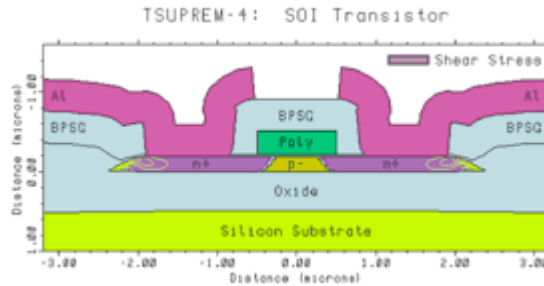 TSUPREM-4: SOI Transistor
Shear Stress
Al
Al
BPSG
BPSG
BPSG
Poly
n+
p-
n+
Oxide
Silicon Substrate
Distance (microns)
-1.00
0.00
1.00
-3.00 -2.00 -1.00 0.00 1.00 2.00 3.00
Distance (microns)